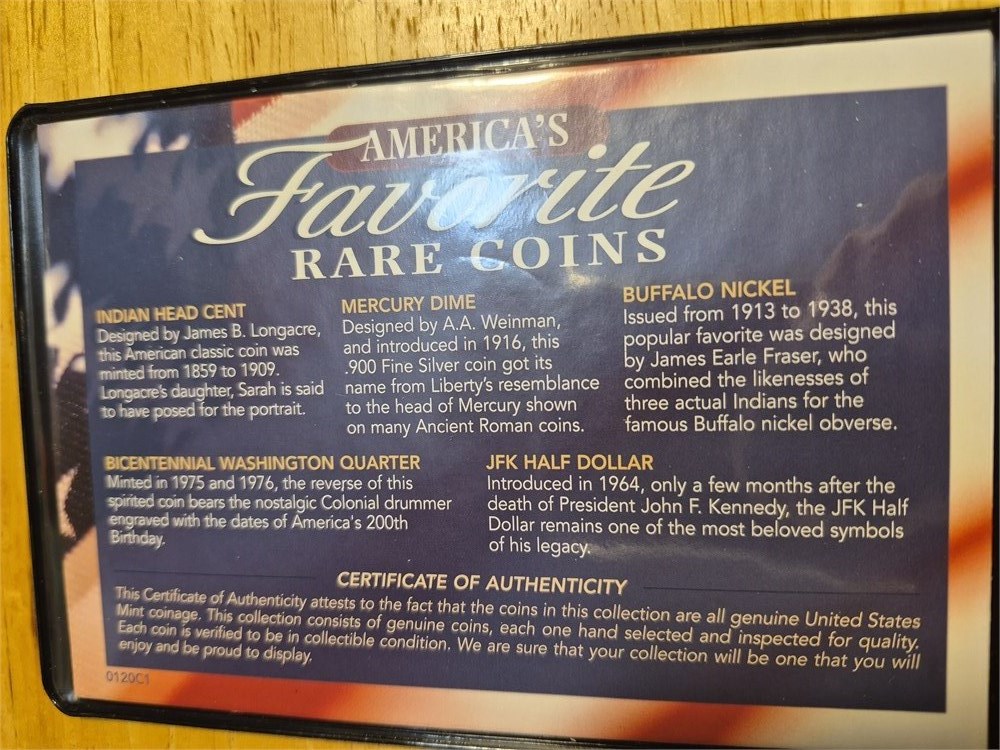 AMERICA'S
Favorite
RARE COINS
INDIAN HEAD CENT
Designed by James B. Longacre,
this American classic coin was
minted from 1859 to 1909.
Longacre's daughter, Sarah is said
to have posed for the portrait.
MERCURY DIME
Designed by A.A. Weinman,
and introduced in 1916, this
.900 Fine Silver coin got its
name from Liberty's resemblance
to the head of Mercury shown
on many Ancient Roman coins.
BUFFALO NICKEL
Issued from 1913 to 1938, this
popular favorite was designed
by James Earle Fraser, who
combined the likenesses of
three actual Indians for the
famous Buffalo nickel obverse.
BICENTENNIAL WASHINGTON QUARTER
Minted in 1975 and 1976, the reverse of this
spirited coin bears the nostalgic Colonial drummer
engraved with the dates of America's 200th
Birthday.
JFK HALF DOLLAR
Introduced in 1964, only a few months after the
death of President John F. Kennedy, the JFK Half
Dollar remains one of the most beloved symbols
of his legacy.
CERTIFICATE OF AUTHENTICITY
This Certificate of Authenticity attests to the fact that the coins in this collection are all genuine United States
Mint coinage. This collection consists of genuine coins, each one hand selected and inspected for quality.
Each coin is verified to be in collectible condition. We are sure that your collection will be one that you will
enjoy and be proud to display.
0120C1